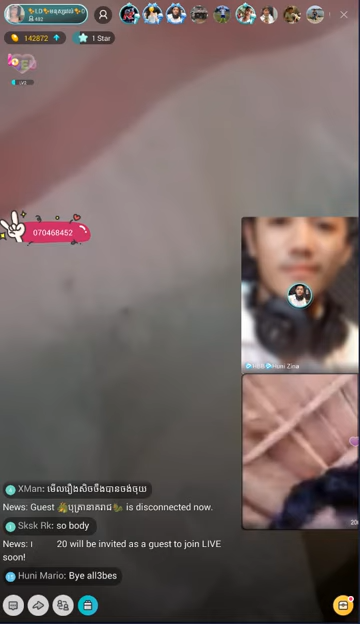 482
142872
1 Star
070468452
Huni Zina
XMan: មើលរឿងសិចចឹងបានចង់ចុយ
News: Guest is disconnected now.
Sksk Rk: so body
News: I 20 will be invited as a guest to join LIVE
soon!
Huni Mario: Bye all3bes
20